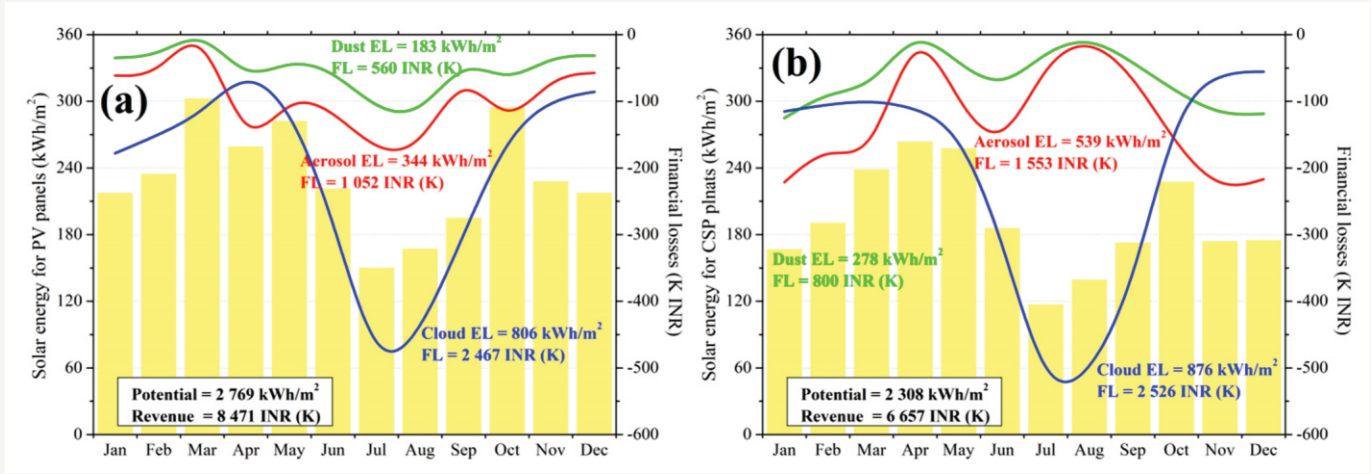 (a)
Solar energy for PV panels (kWh/m²)
360
300
240
180
120
60
0
Dust EL = 183 kWh/m²
FL = 560 INR (K)
Aerosol EL = 344 kWh/m²
FL = 1 052 INR (K)
Cloud EL = 806 kWh/m²
FL = 2 467 INR (K)
Potential = 2 769 kWh/m²
Revenue = 8 471 INR (K)
Jan Feb Mar Apr May Jun Jul Aug Sep Oct Nov Dec
0
-100
-200
-300
-400
-500
-600
Financial losses (K INR)
(b)
Solar energy for CSP plnats (kWh/m²)
360
300
240
180
120
60
0
Aerosol EL = 539 kWh/m²
FL = 1 553 INR (K)
Dust EL = 278 kWh/m²
FL = 800 INR (K)
Cloud EL = 876 kWh/m²
FL = 2 526 INR (K)
Potential = 2 308 kWh/m²
Revenue = 6 657 INR (K)
Jan Feb Mar Apr May Jun Jul Aug Sep Oct Nov Dec
0
-100
-200
-300
-400
-500
-600
Financial losses (K INR)